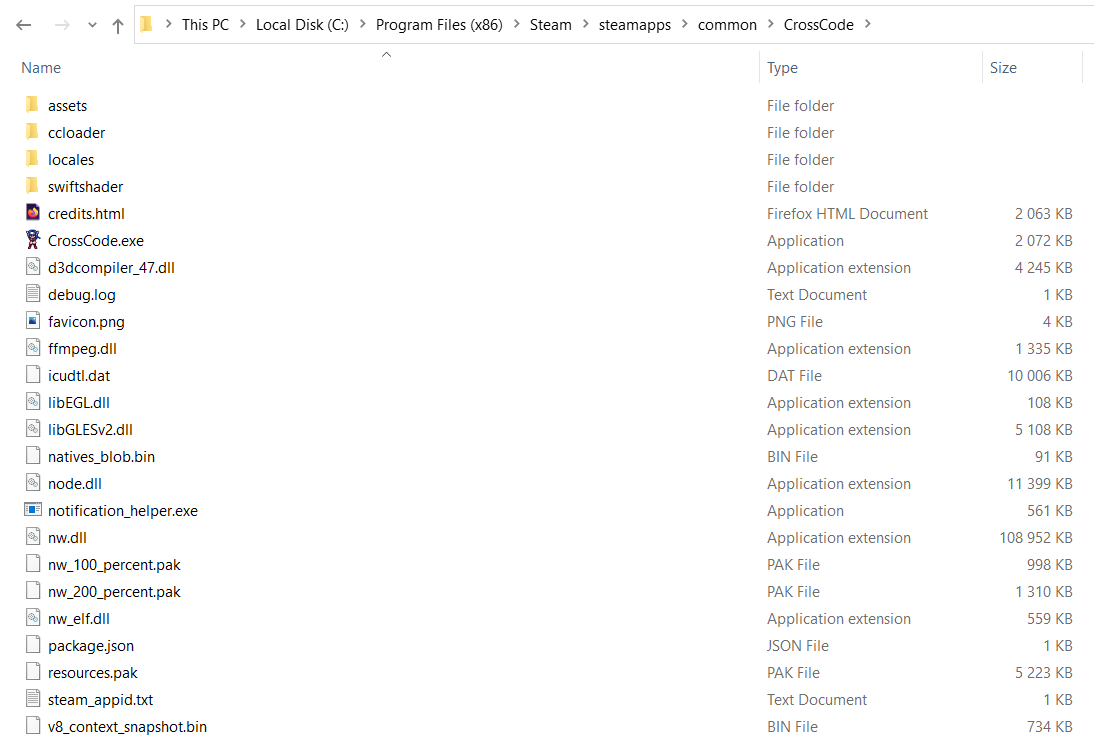 This PC > Local Disk (C:) > Program Files (x86) > Steam > steamapps > common > CrossCode >
Name Type Size
assets File folder
ccloader File folder
locales File folder
swiftshader File folder
credits.html Firefox HTML Document 2 063 KB
CrossCode.exe Application 2 072 KB
d3dcompiler_47.dll Application extension 4 245 KB
debug.log Text Document 1 KB
favicon.png PNG File 4 KB
ffmpeg.dll Application extension 1 335 KB
icudtl.dat DAT File 10 006 KB
libEGL.dll Application extension 108 KB
libGLESv2.dll Application extension 5 108 KB
natives_blob.bin BIN File 91 KB
node.dll Application extension 11 399 KB
notification_helper.exe Application 561 KB
nw.dll Application extension 108 952 KB
nw_100_percent.pak PAK File 998 KB
nw_200_percent.pak PAK File 1 310 KB
nw_elf.dll Application extension 559 KB
package.json JSON File 1 KB
resources.pak PAK File 5 223 KB
steam_appid.txt Text Document 1 KB
v8_context_snapshot.bin BIN File 734 KB